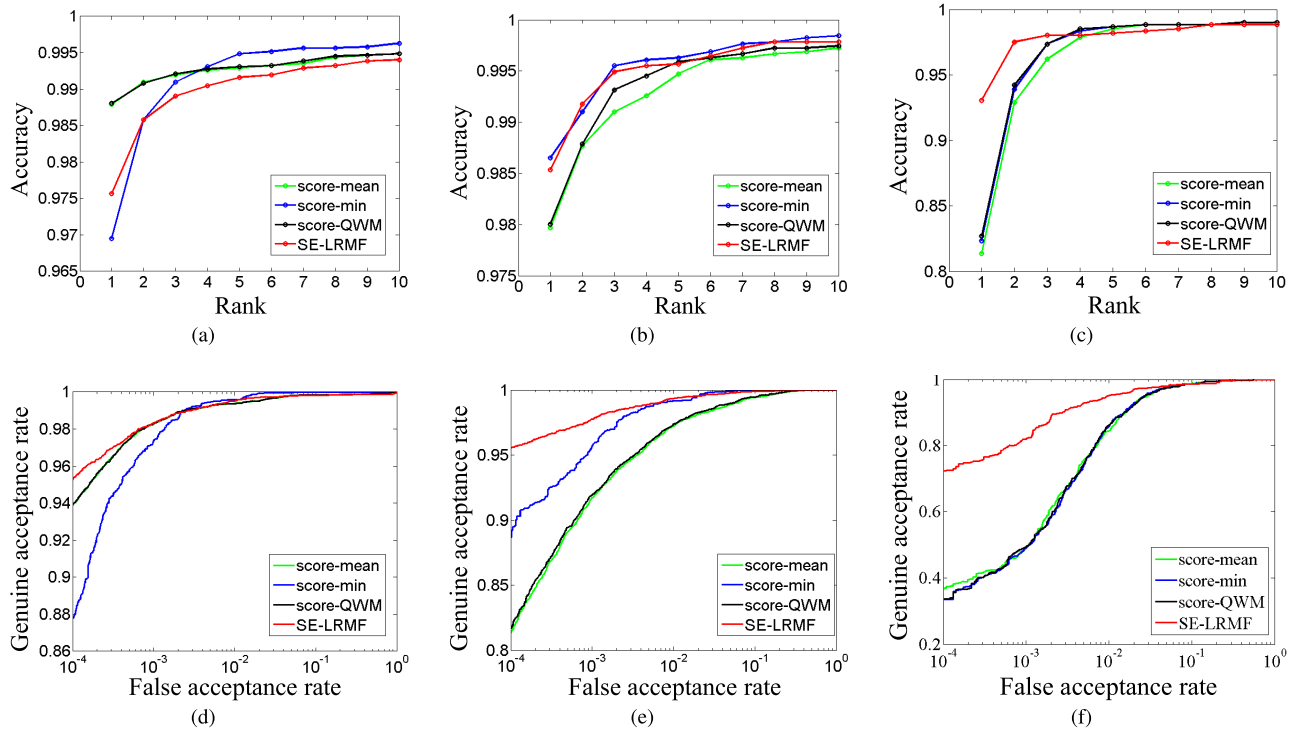 1
0.995
0.99
0.985
0.98
0.975
0.97
0.965
0 1 2 3 4 5 6 7 8 9 10
Accuracy
Rank
score-mean
score-min
score-QWM
SE-LRMF
(a)
1
0.995
0.99
0.985
0.98
0.975
0 1 2 3 4 5 6 7 8 9 10
Accuracy
Rank
score-mean
score-min
score-QWM
SE-LRMF
(b)
1
0.95
0.9
0.85
0.8
0 1 2 3 4 5 6 7 8 9 10
Accuracy
Rank
score-mean
score-min
score-QWM
SE-LRMF
(c)
1
0.98
0.96
0.94
0.92
0.9
0.88
0.86
10⁻⁴ 10⁻³ 10⁻² 10⁻¹ 10⁰
Genuine acceptance rate
False acceptance rate
score-mean
score-min
score-QWM
SE-LRMF
(d)
1
0.95
0.9
0.85
0.8
10⁻⁴ 10⁻³ 10⁻² 10⁻¹ 10⁰
Genuine acceptance rate
False acceptance rate
score-mean
score-min
score-QWM
SE-LRMF
(e)
1
0.8
0.6
0.4
0.2
10⁻⁴ 10⁻³ 10⁻² 10⁻¹ 10⁰
Genuine acceptance rate
False acceptance rate
score-mean
score-min
score-QWM
SE-LRMF
(f)